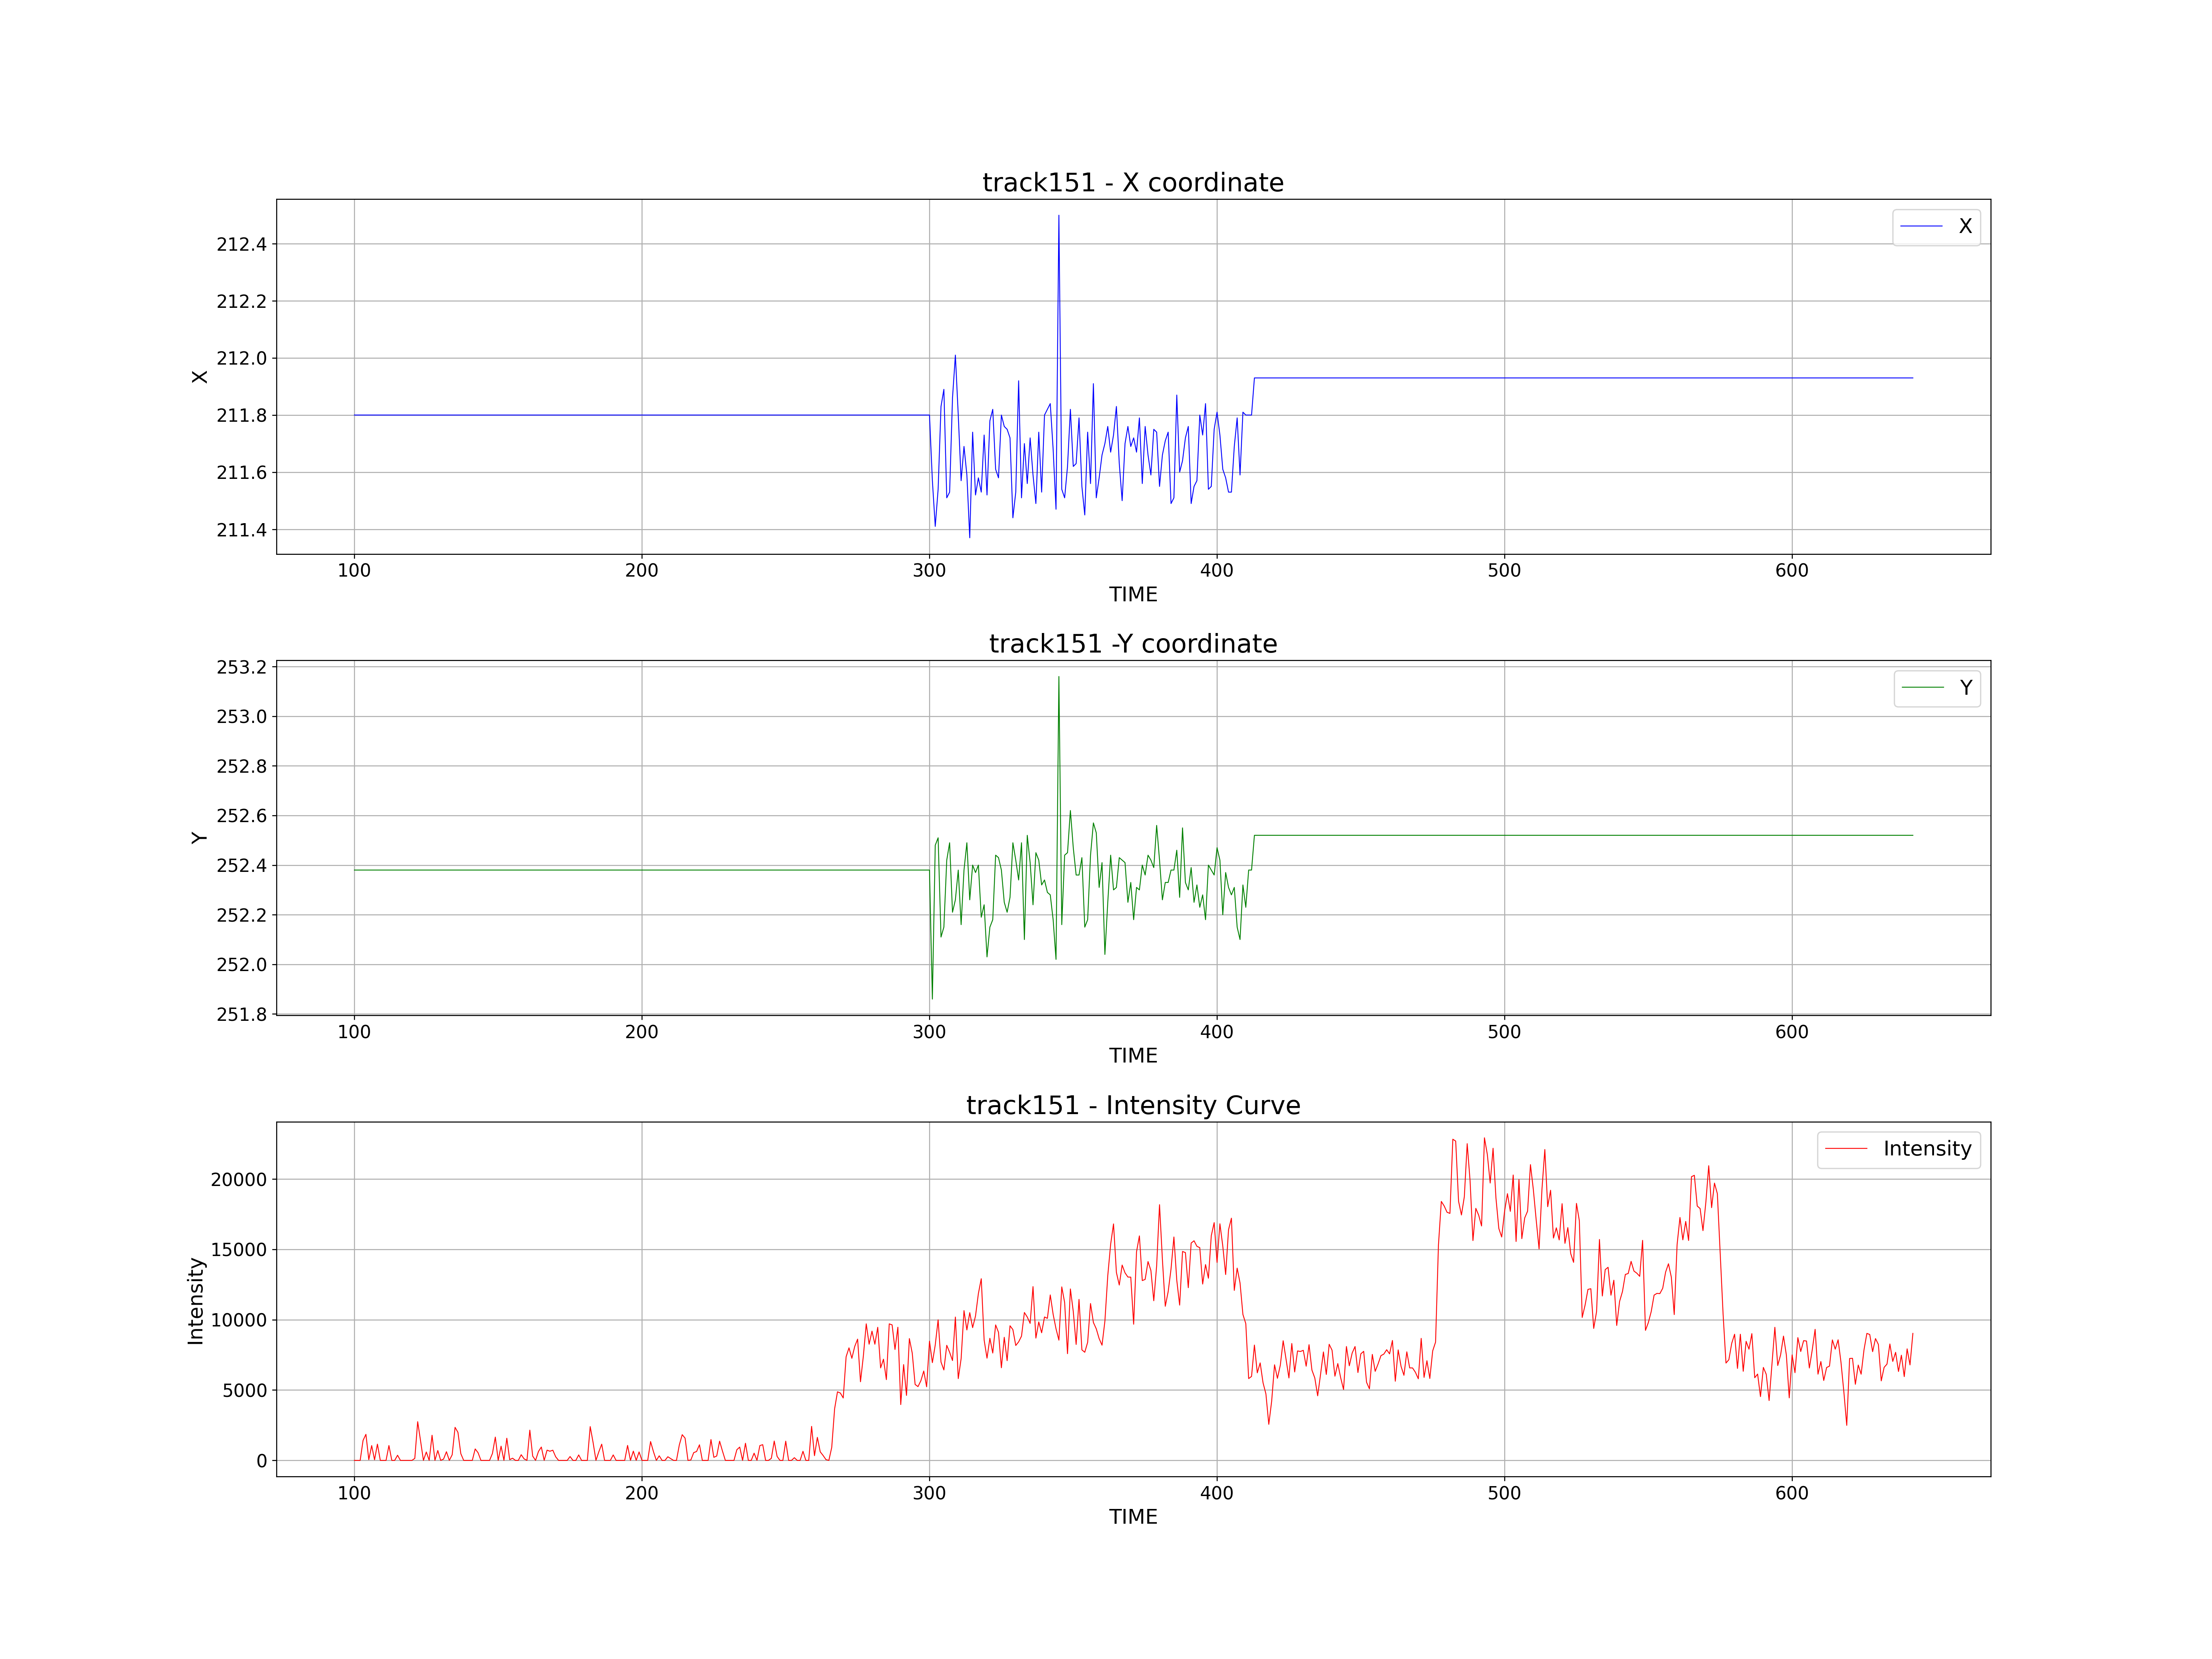 track151 - X coordinate
X
212.4
212.2
212.0
211.8
211.6
211.4
X
100 200 300 400 500 600
TIME
track151 -Y coordinate
Y
253.2
253.0
252.8
252.6
252.4
252.2
252.0
251.8
Y
100 200 300 400 500 600
TIME
track151 - Intensity Curve
Intensity
20000
15000
10000
5000
0
Intensity
100 200 300 400 500 600
TIME